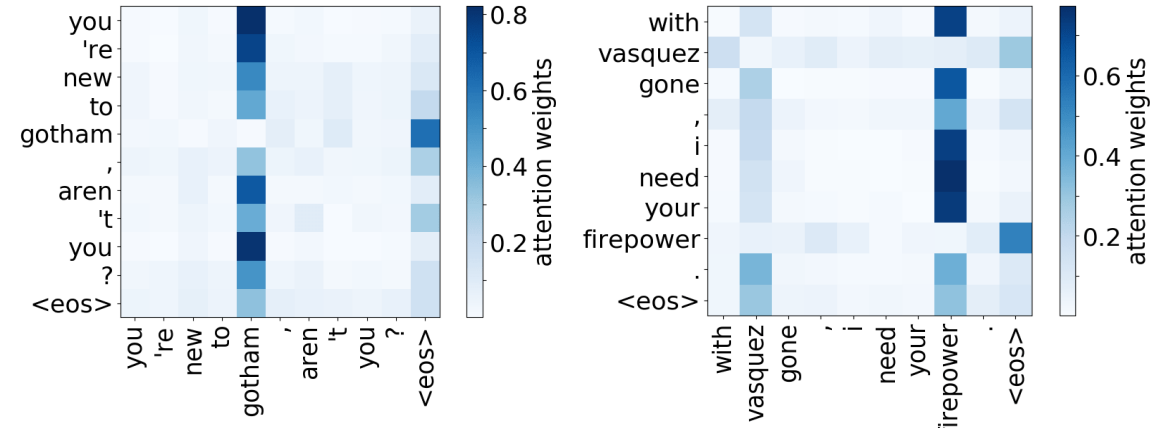 you
're
new
to
gotham
,
aren
't
you
?
<eos>
you
're
new
to
gotham
,
aren
't
you
?
<eos>
0.8
0.6
0.4
0.2
attention weights
with
vasquez
gone
,
i
need
your
firepower
.
<eos>
with
vasquez
gone
,
i
need
your
firepower
.
<eos>
0.6
0.4
0.2
attention weights